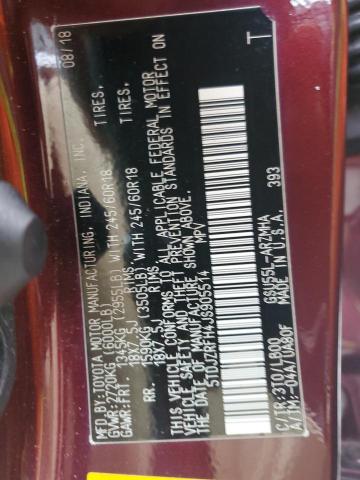 MFD. BY: TOYOTA MOTOR MANUFACTURING, INDIANA, INC. 08/18
GVWR: 2720KG (6000LB)
GAWR: FRT. 1345KG (2955LB) WITH 245/60R18 TIRES,
18X7.5J RIMS
RR. 1590KG (3505LB) WITH 245/60R18 TIRES,
18X7.5J RIMS
THIS VEHICLE CONFORMS TO ALL APPLICABLE FEDERAL MOTOR
VEHICLE SAFETY, AND THEFT PREVENTION STANDARDS IN
EFFECT ON THE DATE OF MANUFACTURE SHOWN ABOVE.
5TDJZRFH4JS905574 MPV T
C/TR: 3T0/LB00 GSU55L-ARZMHA
A/TM: -04A/UA90F MADE IN U.S.A. 393